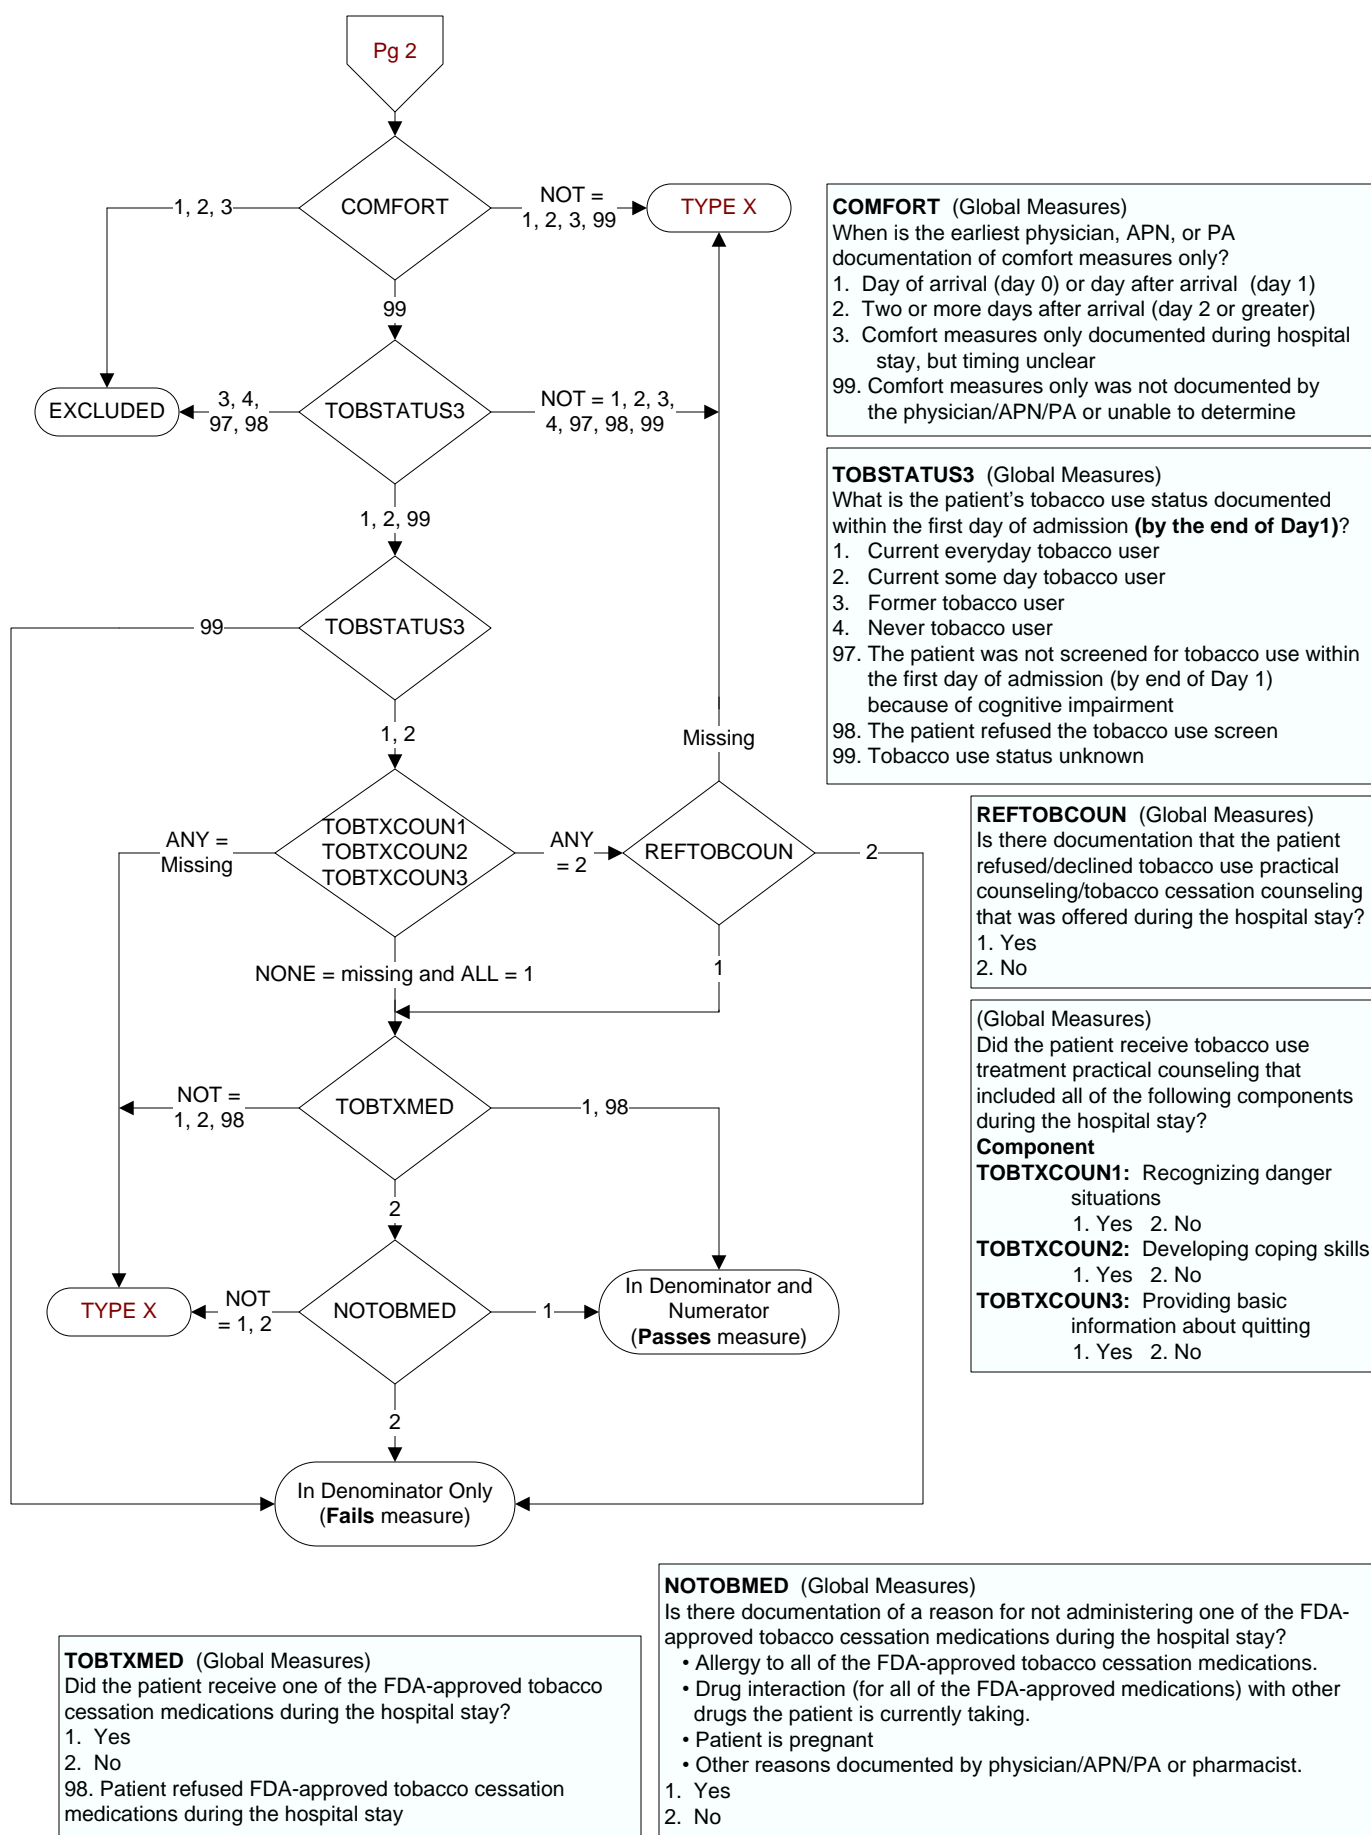 Pg 2
COMFORT
1, 2, 3
NOT =
1, 2, 3, 99
TYPE X
99
TOBSTATUS3
EXCLUDED
3, 4,
97, 98
NOT = 1, 2, 3,
4, 97, 98, 99
1, 2, 99
TOBSTATUS3
99
1, 2
Missing
TOBTXCOUN1
TOBTXCOUN2
TOBTXCOUN3
ANY =
Missing
ANY
= 2
REFTOBCOUN
2
NONE = missing and ALL = 1
1
TOBTXMED
NOT =
1, 2, 98
1, 98
2
NOTOBMED
TYPE X
NOT
= 1, 2
1
In Denominator and
Numerator
(Passes measure)
2
In Denominator Only
(Fails measure)
COMFORT (Global Measures)
When is the earliest physician, APN, or PA
documentation of comfort measures only?
1. Day of arrival (day 0) or day after arrival (day 1)
2. Two or more days after arrival (day 2 or greater)
3. Comfort measures only documented during hospital
stay, but timing unclear
99. Comfort measures only was not documented by
the physician/APN/PA or unable to determine
TOBSTATUS3 (Global Measures)
What is the patient's tobacco use status documented
within the first day of admission (by the end of Day1)?
1. Current everyday tobacco user
2. Current some day tobacco user
3. Former tobacco user
4. Never tobacco user
97. The patient was not screened for tobacco use within
the first day of admission (by end of Day 1)
because of cognitive impairment
98. The patient refused the tobacco use screen
99. Tobacco use status unknown
REFTOBCOUN (Global Measures)
Is there documentation that the patient
refused/declined tobacco use practical
counseling/tobacco cessation counseling
that was offered during the hospital stay?
1. Yes
2. No
(Global Measures)
Did the patient receive tobacco use
treatment practical counseling that
included all of the following components
during the hospital stay?
Component
TOBTXCOUN1: Recognizing danger
situations
1. Yes 2. No
TOBTXCOUN2: Developing coping skills
1. Yes 2. No
TOBTXCOUN3: Providing basic
information about quitting
1. Yes 2. No
TOBTXMED (Global Measures)
Did the patient receive one of the FDA-approved tobacco
cessation medications during the hospital stay?
1. Yes
2. No
98. Patient refused FDA-approved tobacco cessation
medications during the hospital stay
NOTOBMED (Global Measures)
Is there documentation of a reason for not administering one of the FDA-
approved tobacco cessation medications during the hospital stay?
• Allergy to all of the FDA-approved tobacco cessation medications.
• Drug interaction (for all of the FDA-approved medications) with other
drugs the patient is currently taking.
• Patient is pregnant
• Other reasons documented by physician/APN/PA or pharmacist.
1. Yes
2. No